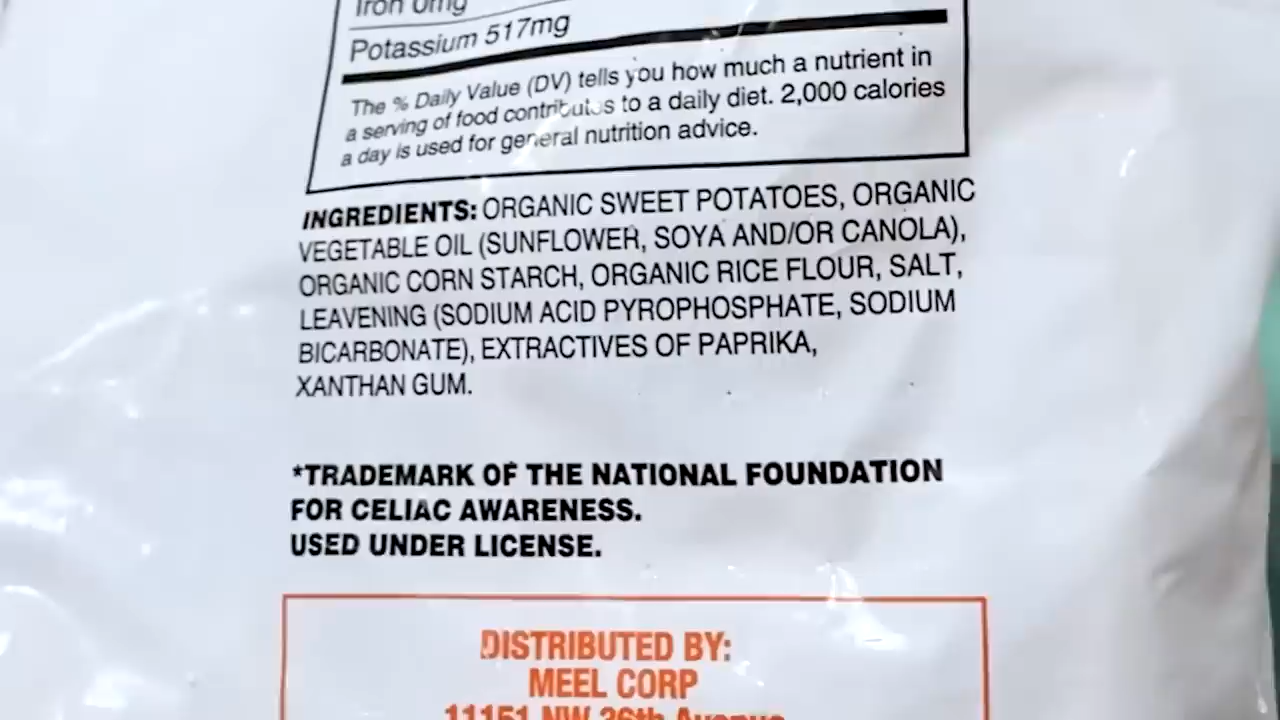 Iron 0mg
Potassium 517mg
The % Daily Value (DV) tells you how much a nutrient in
a serving of food contributes to a daily diet. 2,000 calories
a day is used for general nutrition advice.
INGREDIENTS: ORGANIC SWEET POTATOES, ORGANIC
VEGETABLE OIL (SUNFLOWER, SOYA AND/OR CANOLA),
ORGANIC CORN STARCH, ORGANIC RICE FLOUR, SALT,
LEAVENING (SODIUM ACID PYROPHOSPHATE, SODIUM
BICARBONATE), EXTRACTIVES OF PAPRIKA,
XANTHAN GUM.
*TRADEMARK OF THE NATIONAL FOUNDATION
FOR CELIAC AWARENESS.
USED UNDER LICENSE.
DISTRIBUTED BY:
MEEL CORP
11151 NW 36th Avenue